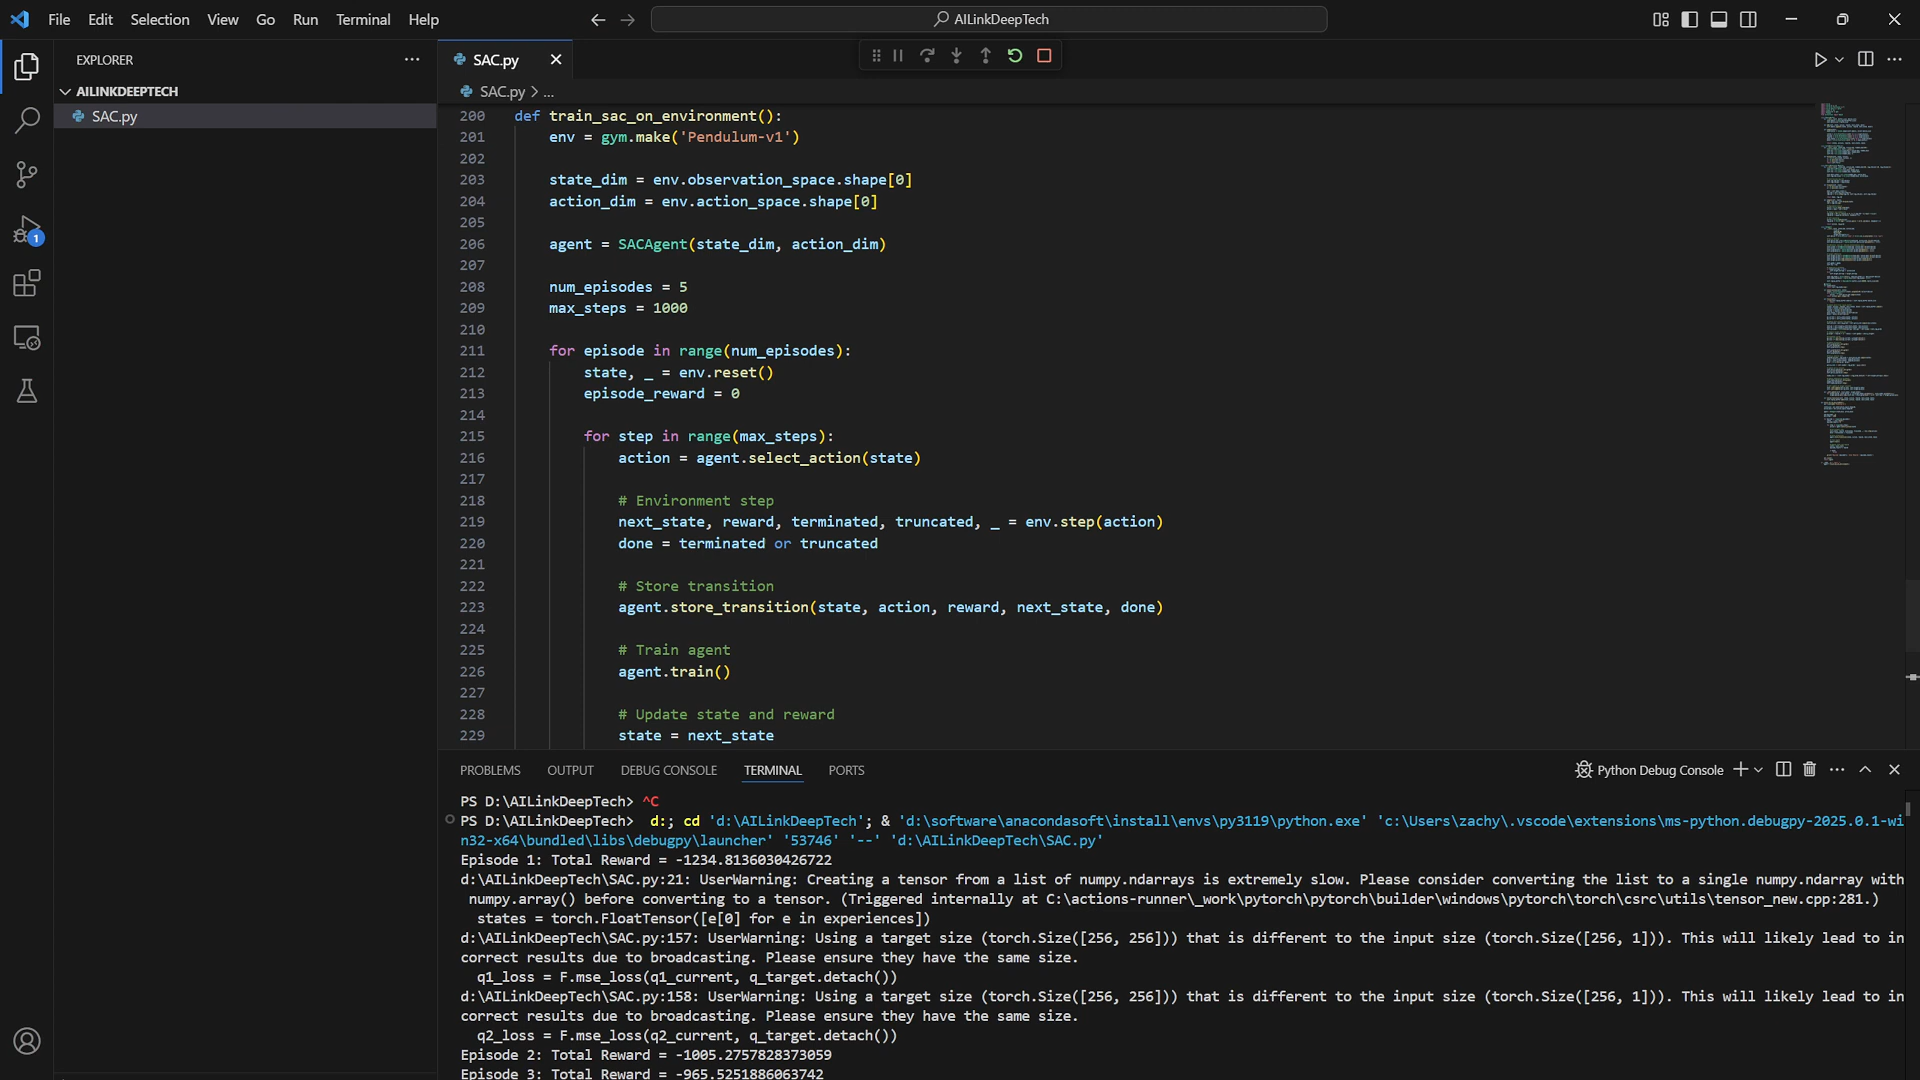 File Edit Selection View Go Run Terminal Help
AILinkDeepTech
EXPLORER
AILINKDEEPTECH
SAC.py
1
SAC.py
SAC.py > ...
200 def train_sac_on_environment():
201 env = gym.make('Pendulum-v1')
202
203 state_dim = env.observation_space.shape[0]
204 action_dim = env.action_space.shape[0]
205
206 agent = SACAgent(state_dim, action_dim)
207
208 num_episodes = 5
209 max_steps = 1000
210
211 for episode in range(num_episodes):
212 state, _ = env.reset()
213 episode_reward = 0
214
215 for step in range(max_steps):
216 action = agent.select_action(state)
217
218 # Environment step
219 next_state, reward, terminated, truncated, _ = env.step(action)
220 done = terminated or truncated
221
222 # Store transition
223 agent.store_transition(state, action, reward, next_state, done)
224
225 # Train agent
226 agent.train()
227
228 # Update state and reward
229 state = next_state
PROBLEMS OUTPUT DEBUG CONSOLE TERMINAL PORTS
Python Debug Console
PS D:\AILinkDeepTech> ^C
PS D:\AILinkDeepTech> d:; cd 'd:\AILinkDeepTech'; & 'd:\software\anacondasoft\install\envs\py3119\python.exe' 'c:\Users\zachy\.vscode\extensions\ms-python.debugpy-2025.0.1-wi
n32-x64\bundled\libs\debugpy\launcher' '53746' '--' 'd:\AILinkDeepTech\SAC.py'
Episode 1: Total Reward = -1234.8136030426722
d:\AILinkDeepTech\SAC.py:21: UserWarning: Creating a tensor from a list of numpy.ndarrays is extremely slow. Please consider converting the list to a single numpy.ndarray with
numpy.array() before converting to a tensor. (Triggered internally at C:\actions-runner\_work\pytorch\pytorch\builder\windows\pytorch\torch\csrc\utils\tensor_new.cpp:281.)
states = torch.FloatTensor([e[0] for e in experiences])
d:\AILinkDeepTech\SAC.py:157: UserWarning: Using a target size (torch.Size([256, 256])) that is different to the input size (torch.Size([256, 1])). This will likely lead to in
correct results due to broadcasting. Please ensure they have the same size.
q1_loss = F.mse_loss(q1_current, q_target.detach())
d:\AILinkDeepTech\SAC.py:158: UserWarning: Using a target size (torch.Size([256, 256])) that is different to the input size (torch.Size([256, 1])). This will likely lead to in
correct results due to broadcasting. Please ensure they have the same size.
q2_loss = F.mse_loss(q2_current, q_target.detach())
Episode 2: Total Reward = -1005.2757828373059
Episode 3: Total Reward = -965.5251886063742